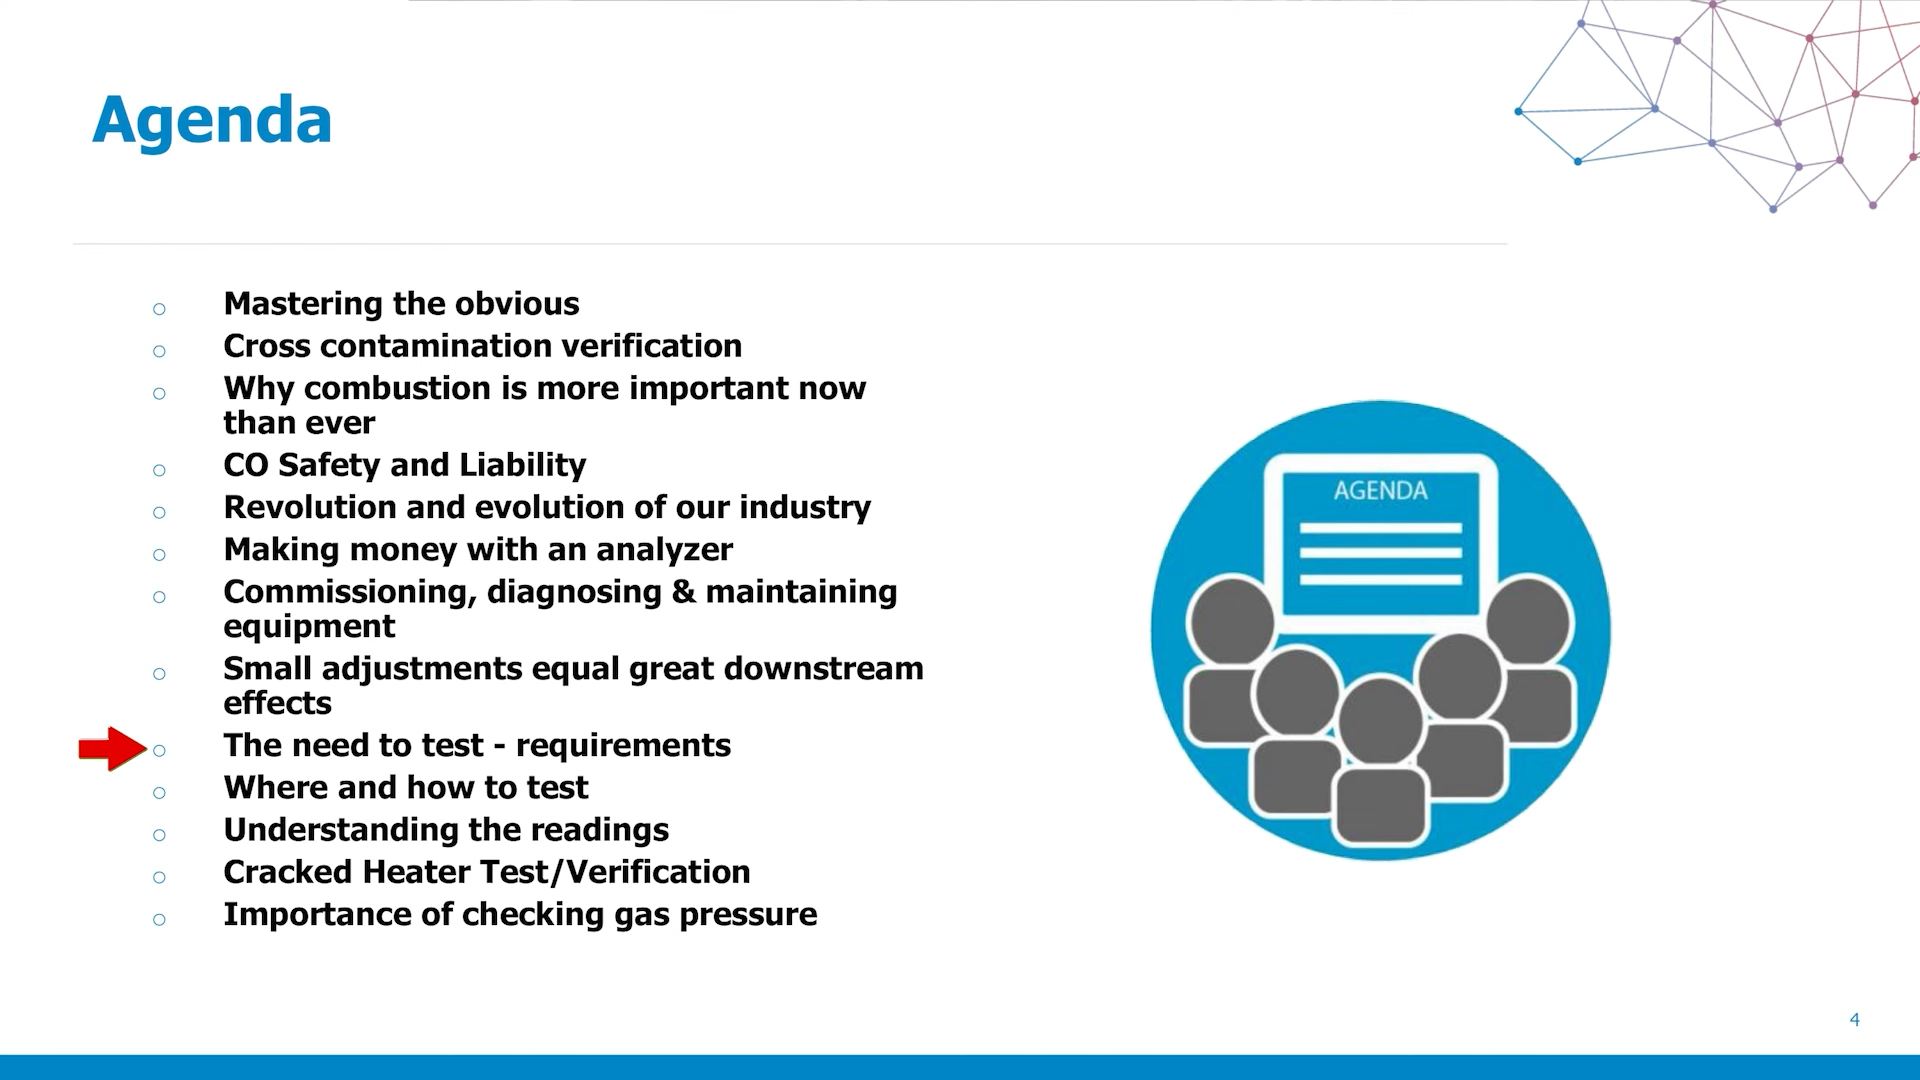 Agenda
Mastering the obvious
Cross contamination verification
Why combustion is more important now
than ever
CO Safety and Liability
Revolution and evolution of our industry
Making money with an analyzer
Commissioning, diagnosing & maintaining
equipment
Small adjustments equal great downstream
effects
The need to test - requirements
Where and how to test
Understanding the readings
Cracked Heater Test/Verification
Importance of checking gas pressure
AGENDA
4